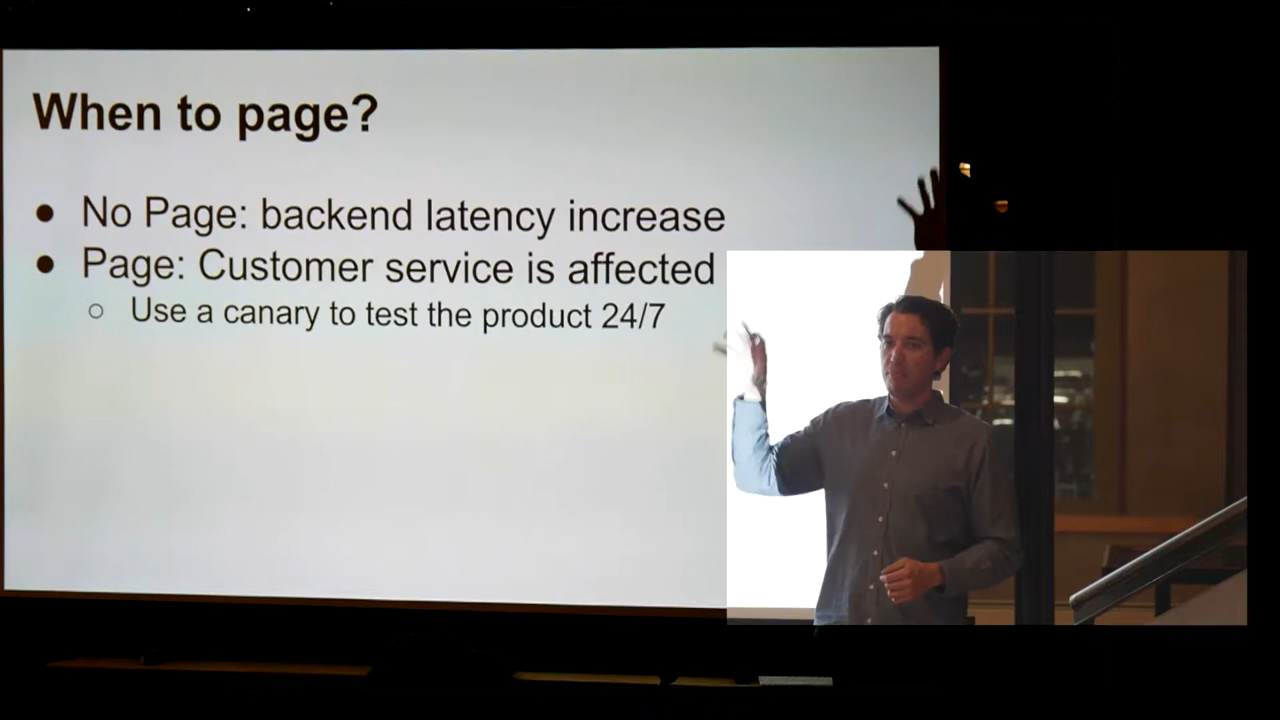 When to page?
● No Page: backend latency increase
● Page: Customer service is affected
○ Use a canary to test the product 24/7